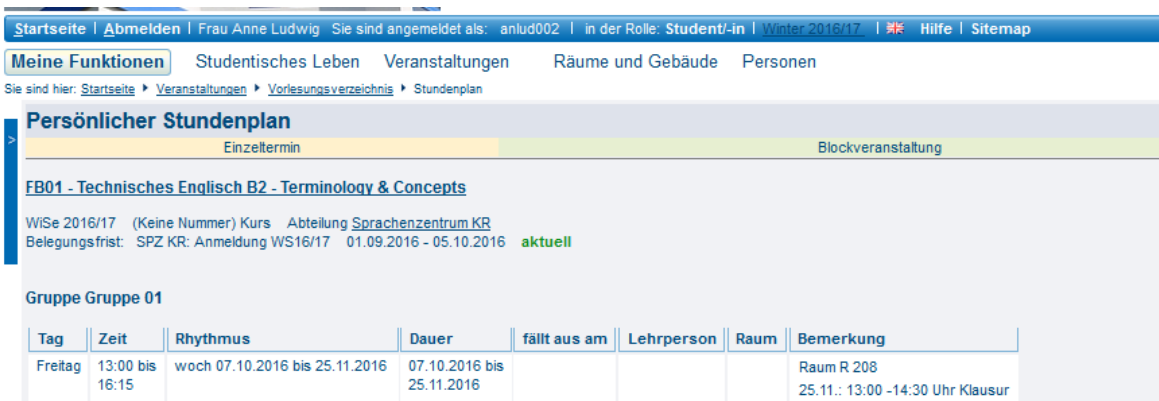 Startseite | Abmelden | Frau Anne Ludwig Sie sind angemeldet als: anlud002 | in der Rolle: Student/-in | Winter 2016/17 | Hilfe | Sitemap
Meine Funktionen Studentisches Leben Veranstaltungen Räume und Gebäude Personen
Sie sind hier: Startseite ▸ Veranstaltungen ▸ Vorlesungsverzeichnis ▸ Stundenplan
>
Persönlicher Stundenplan
Einzeltermin Blockveranstaltung
FB01 - Technisches Englisch B2 - Terminology & Concepts
WiSe 2016/17 (Keine Nummer) Kurs Abteilung Sprachenzentrum KR
Belegungsfrist: SPZ KR: Anmeldung WS16/17 01.09.2016 - 05.10.2016 aktuell
Gruppe Gruppe 01
Tag Zeit Rhythmus Dauer fällt aus am Lehrperson Raum Bemerkung
Freitag 13:00 bis woch 07.10.2016 bis 25.11.2016 07.10.2016 bis Raum R 208
16:15 25.11.2016 25.11.: 13:00 -14:30 Uhr Klausur